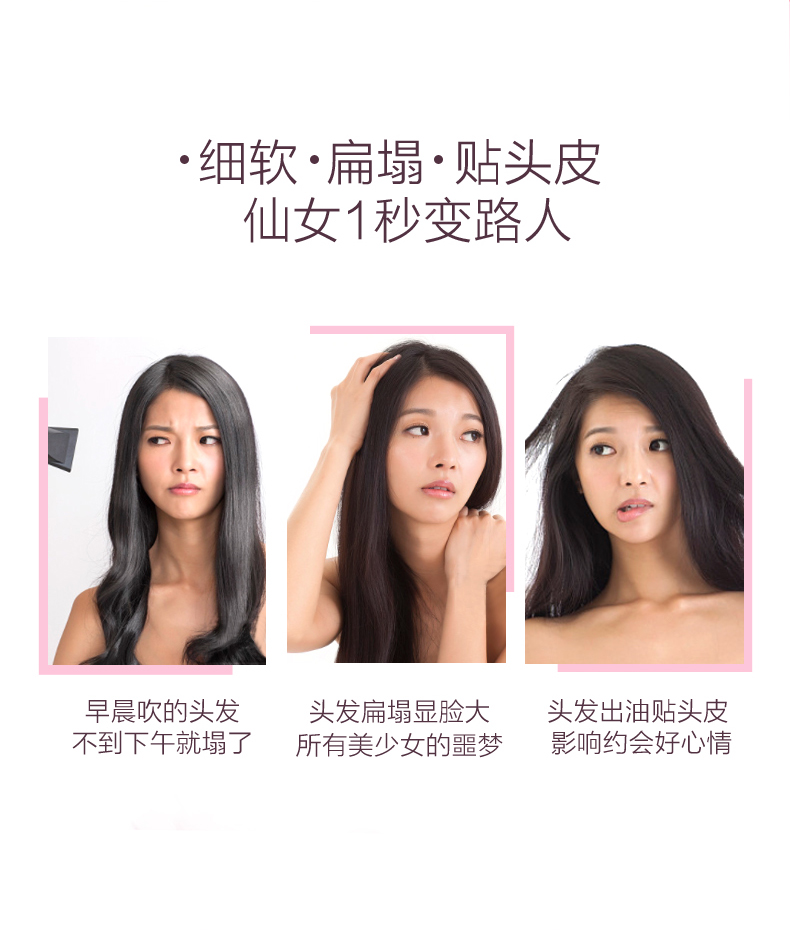 ·细软·扁塌·贴头皮
仙女1秒变路人
早晨吹的头发
不到下午就塌了
头发扁塌显脸大
所有美少女的噩梦
头发出油贴头皮
影响约会好心情